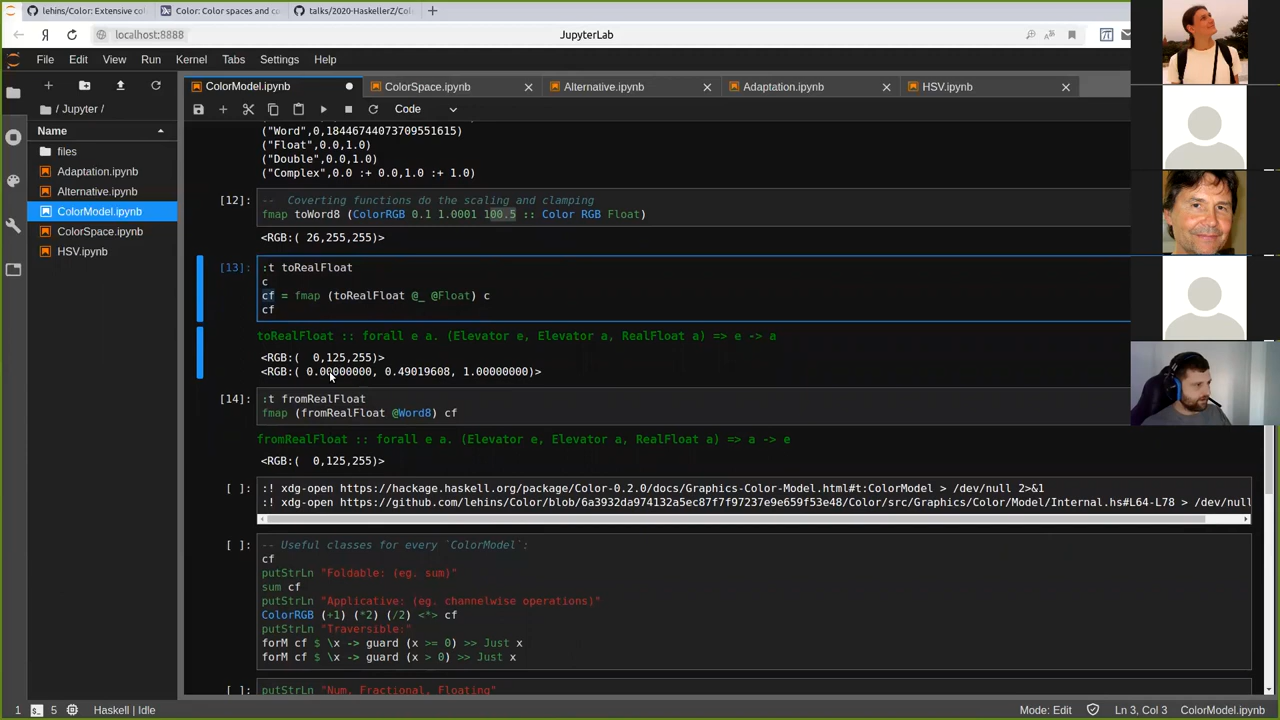 lehins/Color: Extensive co
Color: Color spaces and co
talks/2020-HaskellerZ/Col
localhost:8888
JupyterLab
File Edit View Run Kernel Tabs Settings Help
ColorModel.ipynb
ColorSpace.ipynb
Alternative.ipynb
Adaptation.ipynb
HSV.ipynb
Code
/ Jupyter /
Name
files
Adaptation.ipynb
Alternative.ipynb
ColorModel.ipynb
ColorSpace.ipynb
HSV.ipynb
("Word",0,18446744073709551615)
("Float",0.0,1.0)
("Double",0.0,1.0)
("Complex",0.0 :+ 0.0,1.0 :+ 1.0)
[12]: -- Coverting functions do the scaling and clamping
fmap toWord8 (ColorRGB 0.1 1.0001 100.5 :: Color RGB Float)
<RGB:( 26,255,255)>
[13]: :t toRealFloat
c
cf = fmap (toRealFloat @_ @Float) c
cf
toRealFloat :: forall e a. (Elevator e, Elevator a, RealFloat a) => e -> a
<RGB:(  0,125,255)>
<RGB:( 0.00000000, 0.49019608, 1.00000000)>
[14]: :t fromRealFloat
fmap (fromRealFloat @Word8) cf
fromRealFloat :: forall e a. (Elevator e, Elevator a, RealFloat a) => a -> e
<RGB:(  0,125,255)>
[ ]: :! xdg-open https://hackage.haskell.org/package/Color-0.2.0/docs/Graphics-Color-Model.html#t:ColorModel > /dev/null 2>&1
:! xdg-open https://github.com/lehins/Color/blob/6a3932da974132a5ec87f7f97237e9e659f53e48/Color/src/Graphics/Color/Model/Internal.hs#L64-L78 > /dev/null
[ ]: -- Useful classes for every `ColorModel`:
cf
putStrLn "Foldable: (eg. sum)"
sum cf
putStrLn "Applicative: (eg. channelwise operations)"
ColorRGB (+1) (*2) (/2) <*> cf
putStrLn "Traversible:"
forM cf $ \x -> guard (x >= 0) >> Just x
forM cf $ \x -> guard (x > 0) >> Just x
[ ]: putStrLn "Num, Fractional, Floating"
1 5 Haskell | Idle
Mode: Edit Ln 3, Col 3 ColorModel.ipynb